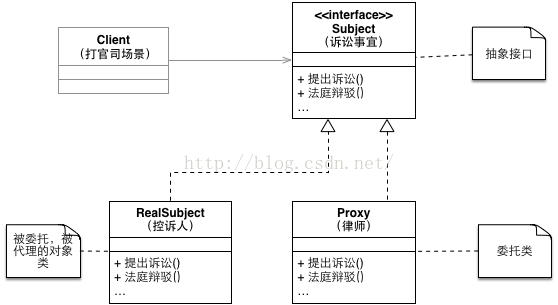 <<interface>>
Subject
(诉讼事宜)
+ 提出诉讼()
+ 法庭辩驳()
...
Client
(打官司场景)
抽象接口
http://blog.csdn.net/
RealSubject
(控诉人)
+ 提出诉讼()
+ 法庭辩驳()
...
被委托，被
代理的对象
类
Proxy
(律师)
+ 提出诉讼()
+ 法庭辩驳()
...
委托类